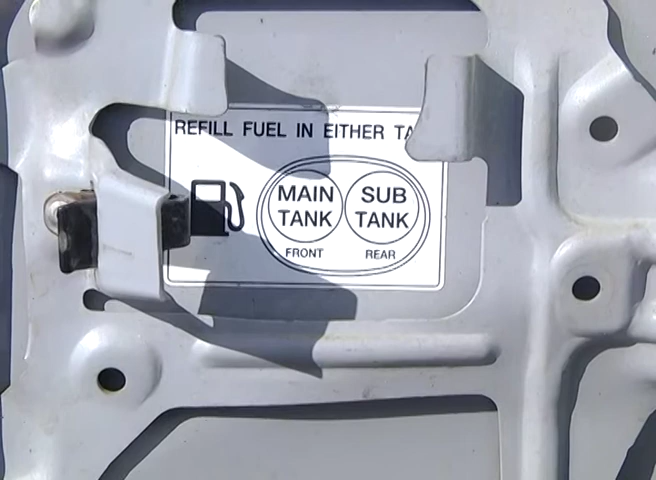 REFILL FUEL IN EITHER
MAIN TANK
SUB TANK
FRONT
REAR